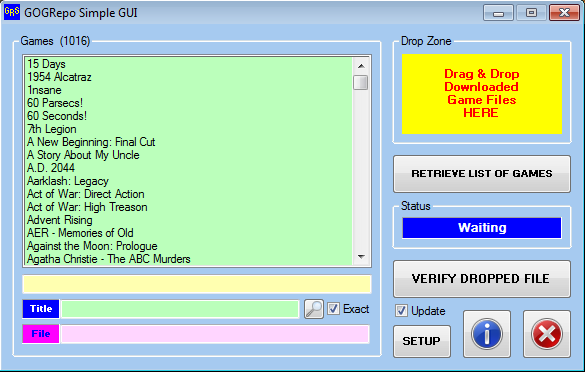 GRS GOGRepo Simple GUI
Games (1016)
15 Days
1954 Alcatraz
1nsane
60 Parsecs!
60 Seconds!
7th Legion
A New Beginning: Final Cut
A Story About My Uncle
A.D. 2044
Aarklash: Legacy
Act of War: Direct Action
Act of War: High Treason
Advent Rising
AER - Memories of Old
Against the Moon: Prologue
Agatha Christie - The ABC Murders
Title
Exact
File
Drop Zone
Drag & Drop
Downloaded
Game Files
HERE
RETRIEVE LIST OF GAMES
Status
Waiting
VERIFY DROPPED FILE
Update
SETUP